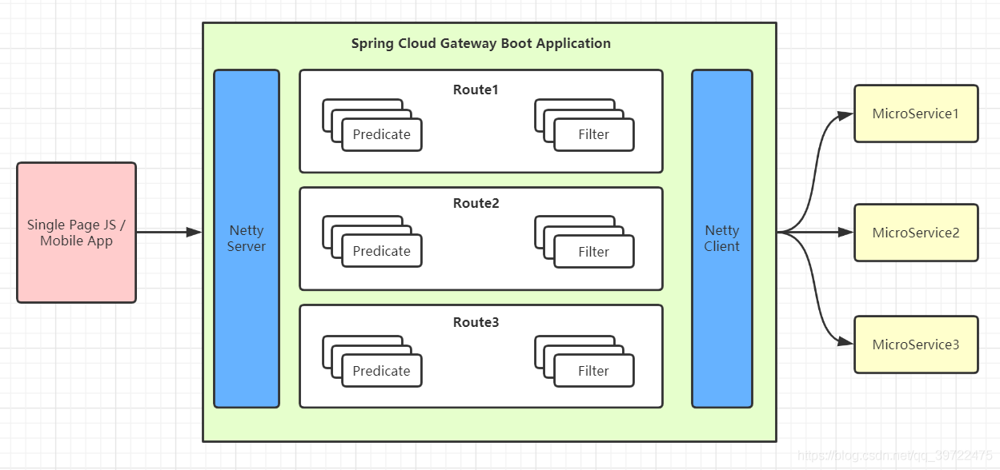 Spring Cloud Gateway Boot Application
Single Page JS /
Mobile App
Netty
Server
Route1
Predicate
Filter
Route2
Predicate
Filter
Route3
Predicate
Filter
Netty
Client
MicroService1
MicroService2
MicroService3
https://blog.csdn.net/qq_39722475